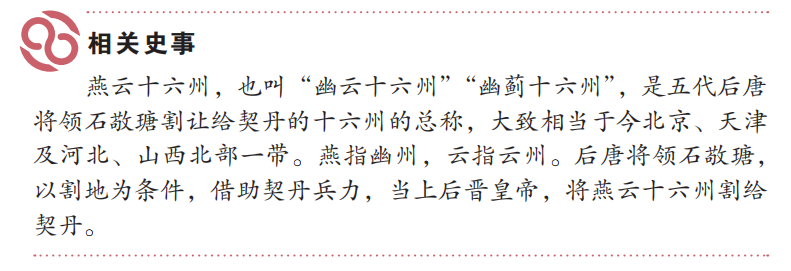 相关史事
燕云十六州，也叫“幽云十六州”“幽蓟十六州”，是五代后唐
将领石敬瑭割让给契丹的十六州的总称，大致相当于今北京、天津
及河北、山西北部一带。燕指幽州，云指云州。后唐将领石敬瑭，
以割地为条件，借助契丹兵力，当上后晋皇帝，将燕云十六州割给
契丹。